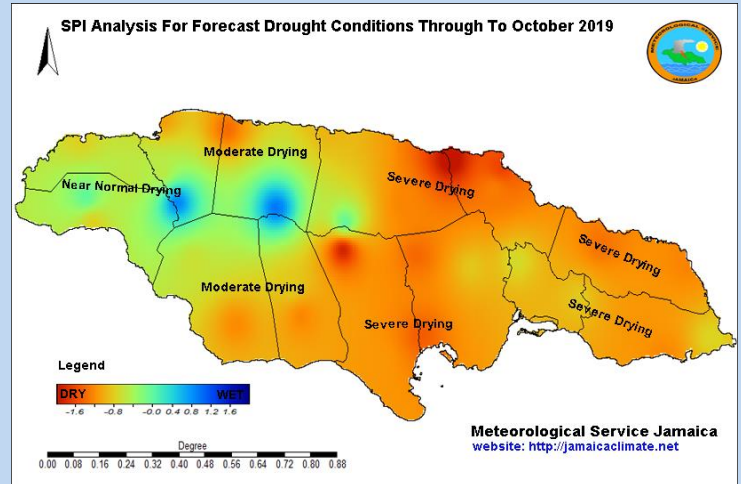 SPI Analysis For Forecast Drought Conditions Through To October 2019
METEOROLOGICAL SERVICE
JAMAICA
Moderate Drying
Near Normal Drying
Severe Drying
Severe Drying
Moderate Drying
Severe Drying
Severe Drying
Legend
DRY WET
-1.6 -0.8 -0.0 0.4 0.8 1.2 1.6
Meteorological Service Jamaica
website: http://jamaicaclimate.net
Degree
0.00 0.08 0.16 0.24 0.32 0.40 0.48 0.56 0.64 0.72 0.80 0.88